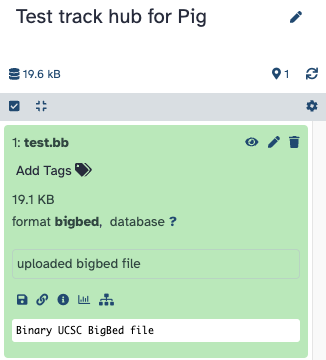 Test track hub for Pig
19.6 kB
1
1: test.bb
Add Tags
19.1 KB
format bigbed, database ?
uploaded bigbed file
Binary UCSC BigBed file